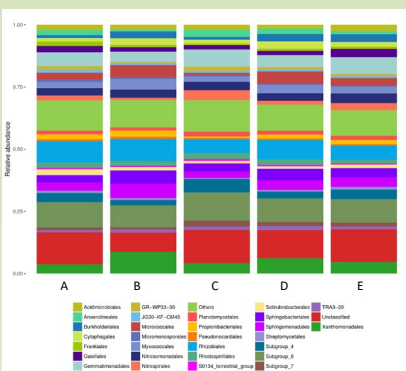 1.00
0.75
Relative abundance
0.50
0.25
0.00
A B C D E
Acidimicrobiales GR-WP33-30 Others Solirubrobacterales TRA3-20
Anaerolineales JG30-KF-CM45 Planctomycetales Sphingobacteriales Unclassified
Burkholderiales Micrococcales Propionibacteriales Sphingomonadales Xanthomonadales
Cytophagales Micromonosporales Pseudonocardiales Streptomycetales
Frankiales Myxococcales Rhizobiales Subgroup_4
Gaiellales Nitrosomonadales Rhodospirillales Subgroup_6
Gemmatimonadales Nitrospirales S0134_terrestrial_group Subgroup_7